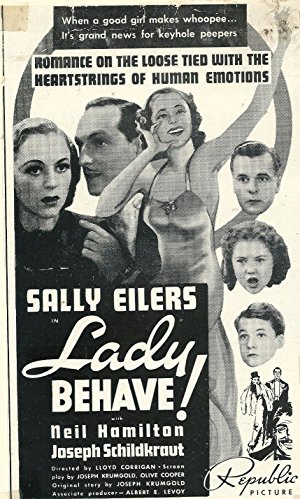 When a good girl makes whoopee...
It's grand news for keyhole peepers
ROMANCE ON THE LOOSE TIED WITH THE
HEARTSTRINGS OF HUMAN EMOTIONS
SALLY EILERS
IN
Lady
BEHAVE!
with
Neil Hamilton
Joseph Schildkraut
Directed by LLOYD CORRIGAN - Screen
play by JOSEPH KRUMGOLD, OLIVE COOPER
Original story by JOSEPH KRUMGOLD
Associate producer - ALBERT E. LEVOY
Republic
PICTURE